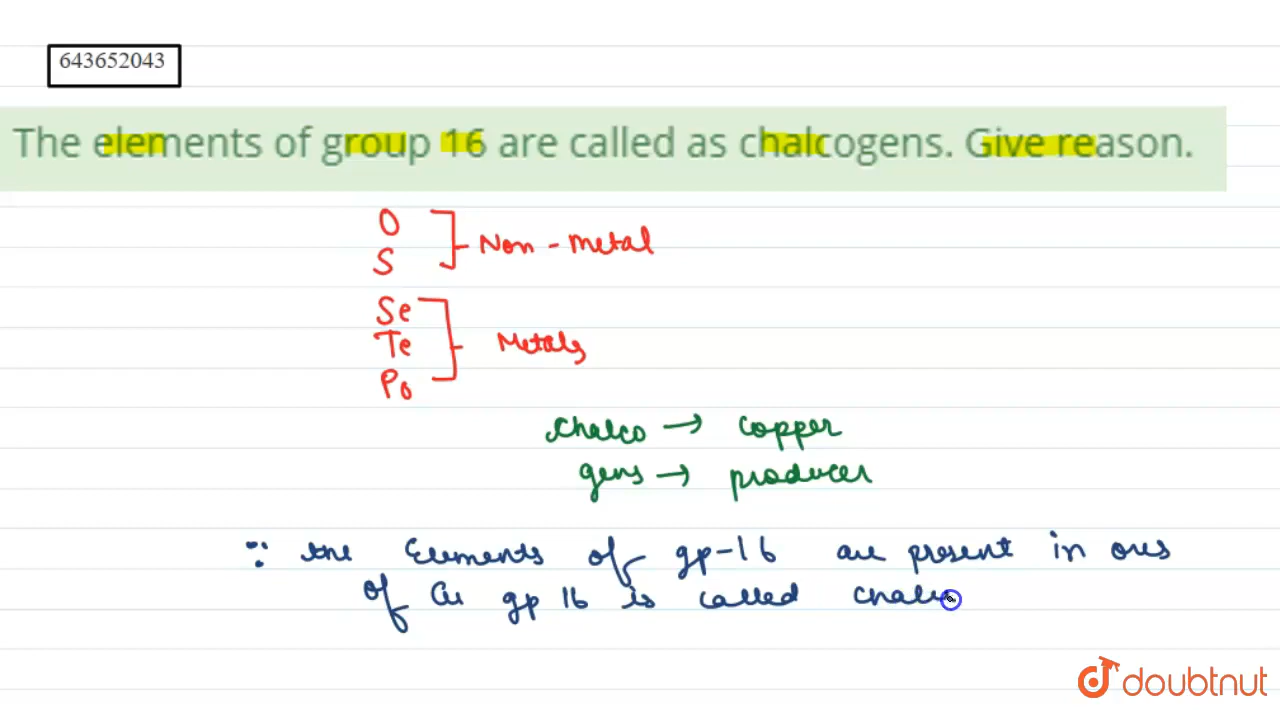 643652043
The elements of group 16 are called as chalcogens. Give reason.
O
S
Non-metal
Se
Te
Po
Metals
chalco → copper
gens → producer
∵ the Elements of gp-16 are present in ores
of Cu gp 16 is called chalc
doubtnut